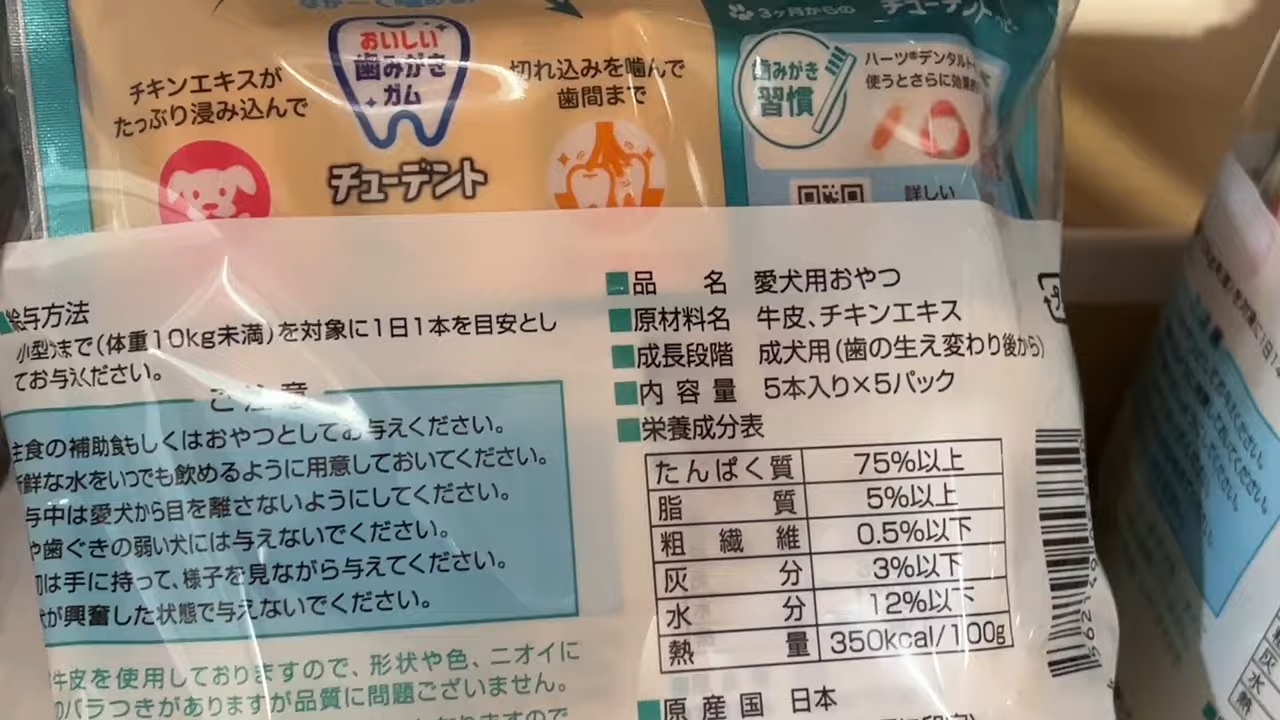 3ヶ月からの
チキンエキスが
たっぷり浸み込んで
おいしい
歯みがき
ガム
チューデント
切れ込みを噛んで
歯間まで
歯みがき
習慣
ハーツ®デンタル
使うとさらに効果
詳しい
給与方法
小型犬まで(体重10kg未満)を対象に1日1本を目安とし
てお与えください。
ご注意
主食の補助食もしくはおやつとしてお与えください。
新鮮な水をいつでも飲めるように用意しておいてください。
与中は愛犬から目を離さないようにしてください。
や歯ぐきの弱い犬には与えないでください。
は手に持って、様子を見ながら与えてください。
が興奮した状態で与えないでください。
牛皮を使用しておりますので、形状や色、ニオイに
バラつきがありますが品質に問題ございません。
■品名 愛犬用おやつ
■原材料名 牛皮、チキンエキス
■成長段階 成犬用(歯の生え変わり後から)
■内容量 5本入り×5パック
■栄養成分表
たんぱく質 75%以上
脂質 5%以上
粗繊維 0.5%以下
灰分 3%以下
水分 12%以下
熱量 350kcal/100g
■原産国 日本